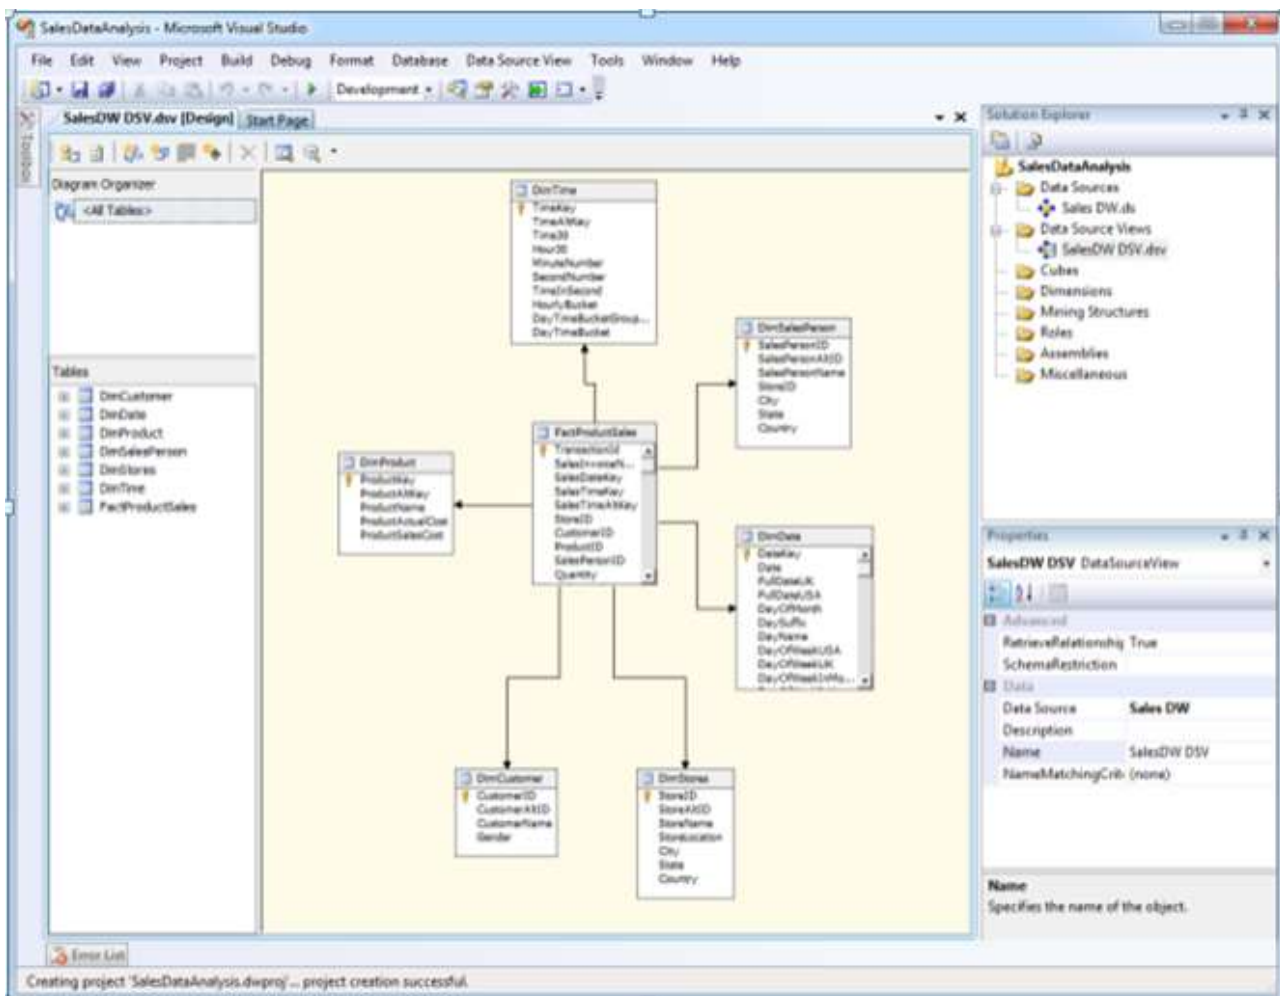 SalesDataAnalysis - Microsoft Visual Studio
File Edit View Project Build Debug Format Database Data Source View Tools Window Help
Development
Toolbox
SalesDW DSV.dsv [Design] Start Page
Diagram Organizer
<All Tables>
Tables
DimCustomer
DimDate
DimProduct
DimSalesPerson
DimStores
DimTime
FactProductSales
DimTime
TimeKey
TimeAltKey
Time30
Hour30
MinuteNumber
SecondNumber
TimeInSecond
HourlyBucket
DayTimeBucketGroup...
DayTimeBucket
DimSalesPerson
SalesPersonID
SalesPersonAltID
SalesPersonName
StoreID
City
State
Country
FactProductSales
TransactionId
SalesInvoiceN...
SalesDateKey
SalesTimeKey
SalesTimeAltKey
StoreID
CustomerID
ProductID
SalesPersonID
Quantity
DimProduct
ProductKey
ProductAltKey
ProductName
ProductActualCost
ProductSalesCost
DimDate
DateKey
Date
FullDateUK
FullDateUSA
DayOfMonth
DaySuffix
DayName
DayOfWeekUSA
DayOfWeekUK
DayOfWeekInMo...
DimCustomer
CustomerID
CustomerAltID
CustomerName
Gender
DimStores
StoreID
StoreAltID
StoreName
StoreLocation
City
State
Country
Solution Explorer
SalesDataAnalysis
Data Sources
Sales DW.ds
Data Source Views
SalesDW DSV.dsv
Cubes
Dimensions
Mining Structures
Roles
Assemblies
Miscellaneous
Properties
SalesDW DSV DataSourceView
Advanced
RetrieveRelationship True
SchemaRestriction
Data
Data Source Sales DW
Description
Name SalesDW DSV
NameMatchingCrit (none)
Name
Specifies the name of the object.
Error List
Creating project 'SalesDataAnalysis.dwproj'... project creation successful.